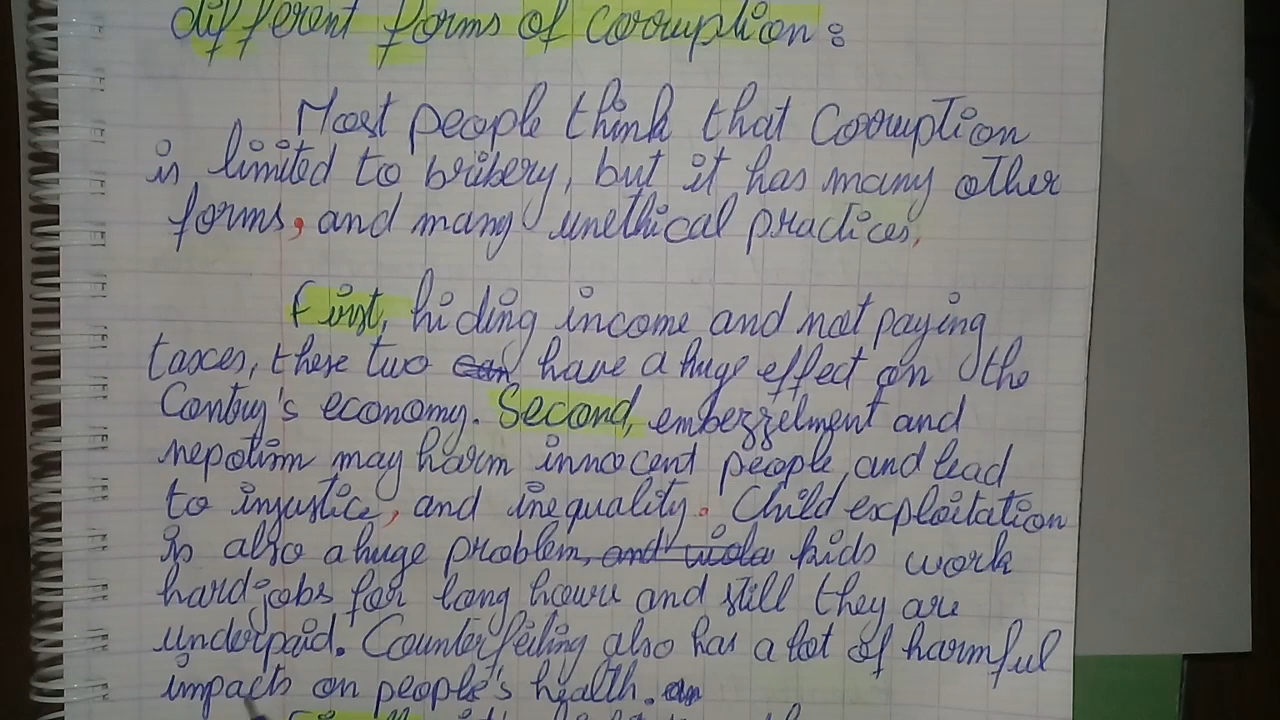 different forms of corruption:
Most people think that Corruption
is limited to bribery, but it has many other
forms, and many unethical practices,
First, hiding income and not paying
taxes, these two can have a huge effect on the
Contry's economy. Second, embezzelment and
nepotism may harm innocent people, and lead
to injustice, and inequality. Child exploitation
is also a huge problem, and kids work
hard jobs for long hours and still they are
underpaid. Counterfeiting also has a lot of harmful
impacts on people's health.